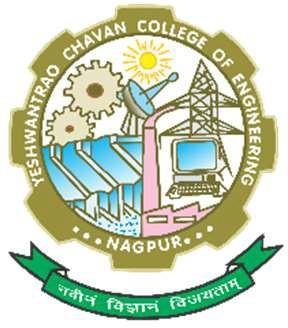 YESHWANTRAO CHAVAN COLLEGE OF ENGINEERING
NAGPUR
नवीनं विज्ञानं विजयताम्